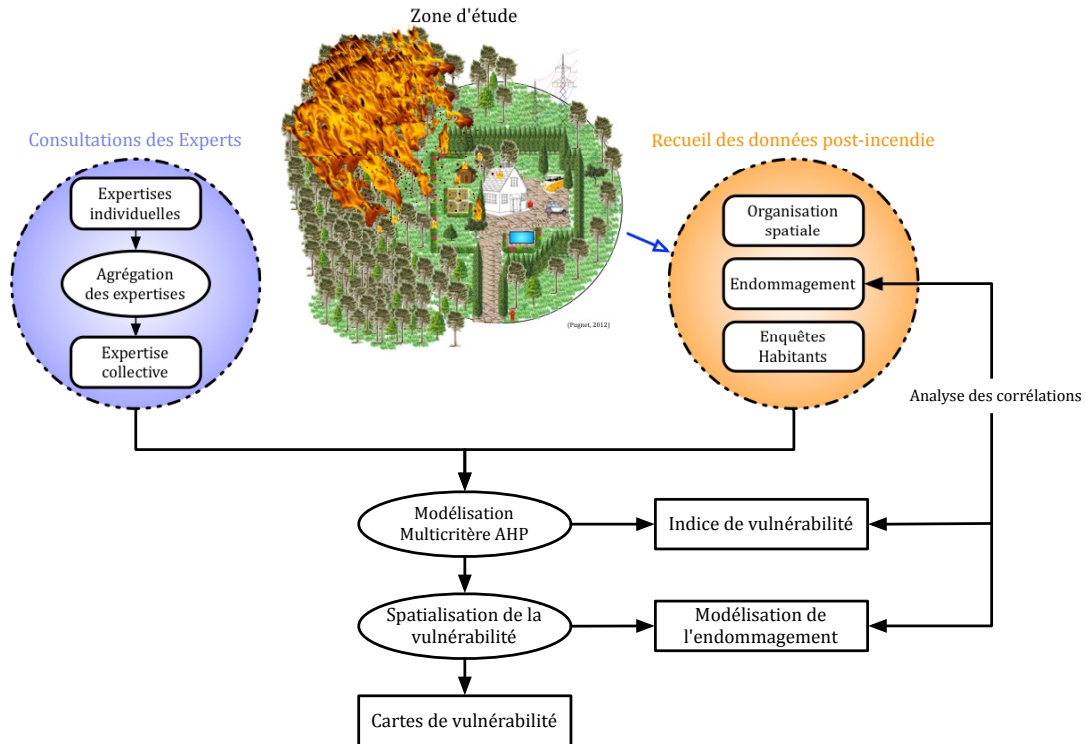 Zone d'étude
Consultations des Experts
Recueil des données post-incendie
Expertises
individuelles
Agrégation
des expertises
Expertise
collective
(Pugnet, 2012)
Organisation
spatiale
Endommagement
Enquêtes
Habitants
Analyse des corrélations
Modélisation
Multicritère AHP
Indice de vulnérabilité
Spatialisation de la
vulnérabilité
Modélisation de
l'endommagement
Cartes de vulnérabilité